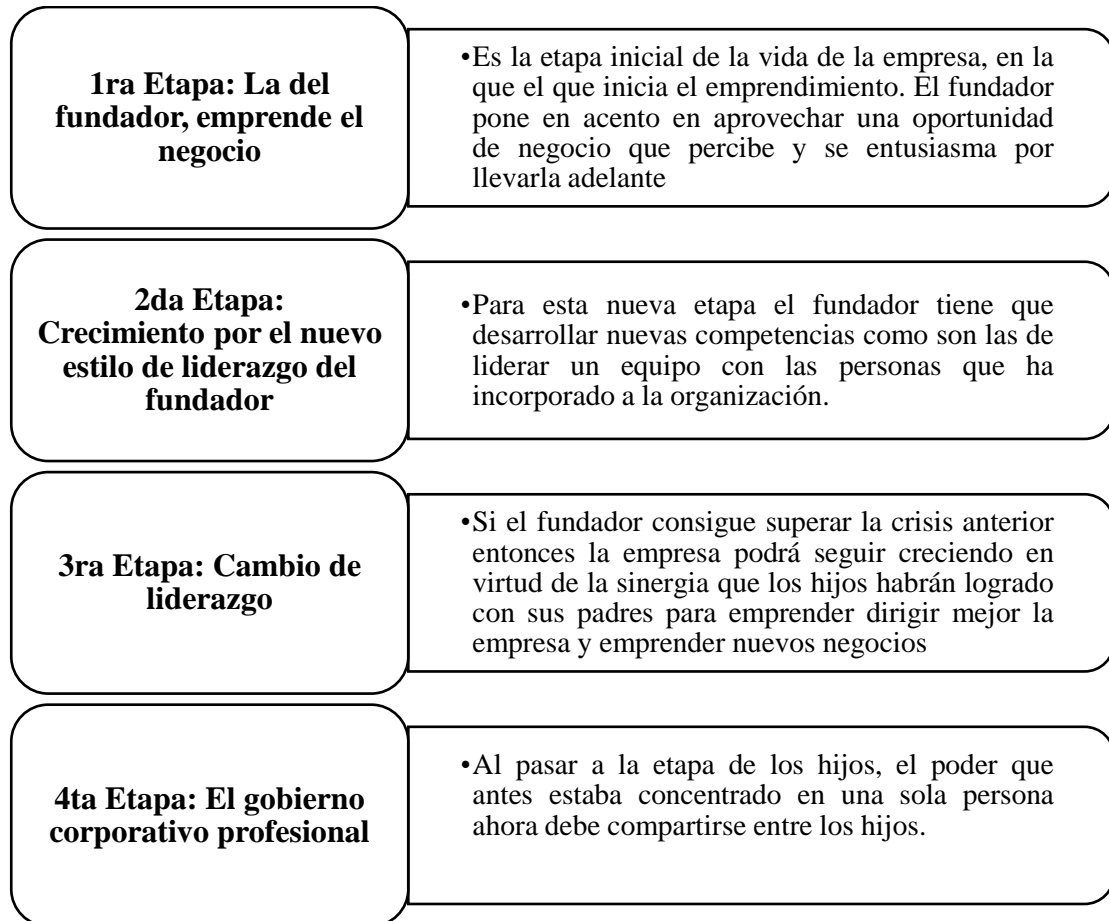 1ra Etapa: La del
fundador, emprende el
negocio
•Es la etapa inicial de la vida de la empresa, en la
que el que inicia el emprendimiento. El fundador
pone en acento en aprovechar una oportunidad
de negocio que percibe y se entusiasma por
llevarla adelante
2da Etapa:
Crecimiento por el nuevo
estilo de liderazgo del
fundador
•Para esta nueva etapa el fundador tiene que
desarrollar nuevas competencias como son las de
liderar un equipo con las personas que ha
incorporado a la organización.
3ra Etapa: Cambio de
liderazgo
•Si el fundador consigue superar la crisis anterior
entonces la empresa podrá seguir creciendo en
virtud de la sinergia que los hijos habrán logrado
con sus padres para emprender dirigir mejor la
empresa y emprender nuevos negocios
4ta Etapa: El gobierno
corporativo profesional
•Al pasar a la etapa de los hijos, el poder que
antes estaba concentrado en una sola persona
ahora debe compartirse entre los hijos.